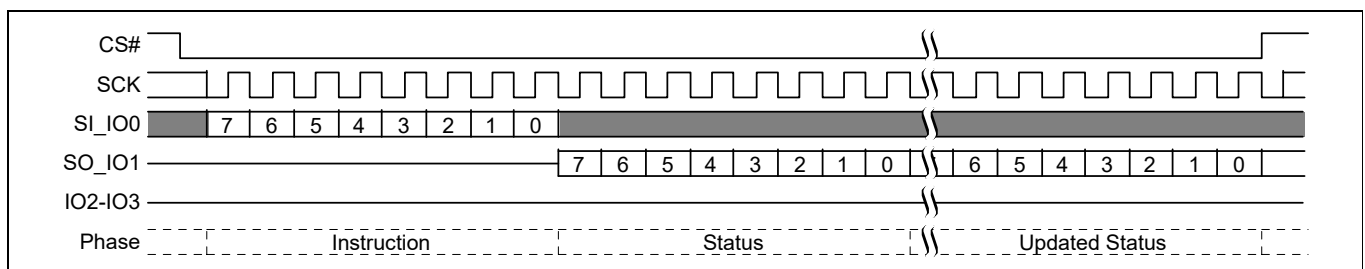 CS#
SCK
SI_IO0 7 6 5 4 3 2 1 0
SO_IO1 7 6 5 4 3 2 1 0 6 5 4 3 2 1 0
IO2-IO3
Phase Instruction Status Updated Status